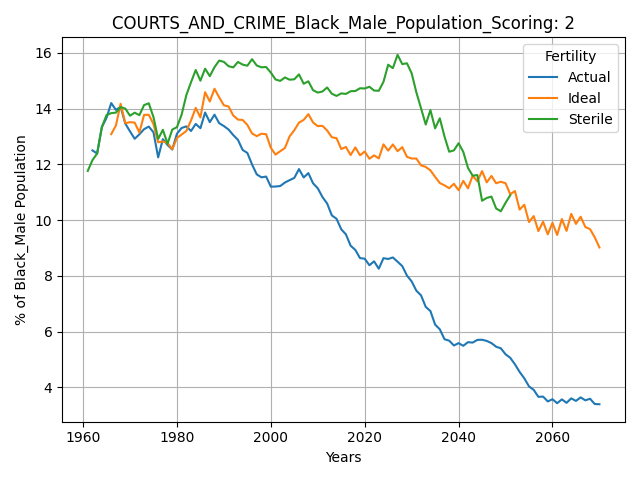 COURTS_AND_CRIME_Black_Male_Population_Scoring: 2
% of Black_Male Population
16
14
12
10
8
6
4
Fertility
Actual
Ideal
Sterile
1960 1980 2000 2020 2040 2060
Years